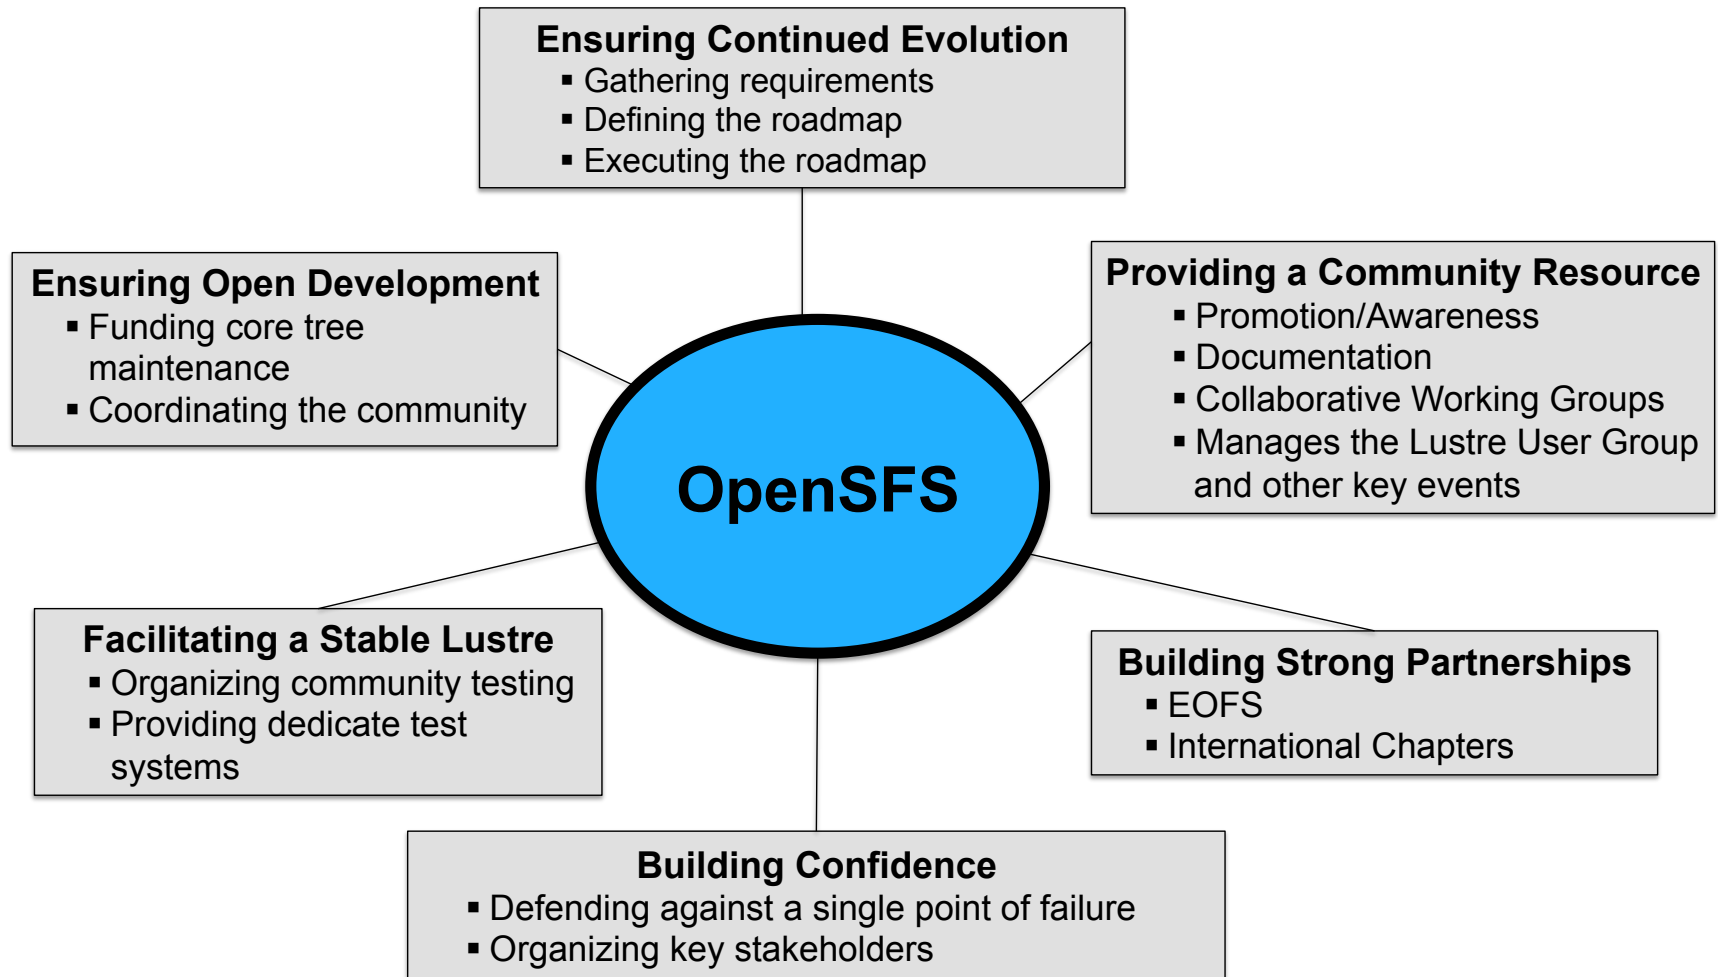 Ensuring Continued Evolution
▪ Gathering requirements
▪ Defining the roadmap
▪ Executing the roadmap
Ensuring Open Development
▪ Funding core tree
maintenance
▪ Coordinating the community
Providing a Community Resource
▪ Promotion/Awareness
▪ Documentation
▪ Collaborative Working Groups
▪ Manages the Lustre User Group
and other key events
OpenSFS
Facilitating a Stable Lustre
▪ Organizing community testing
▪ Providing dedicate test
systems
Building Strong Partnerships
▪ EOFS
▪ International Chapters
Building Confidence
▪ Defending against a single point of failure
▪ Organizing key stakeholders